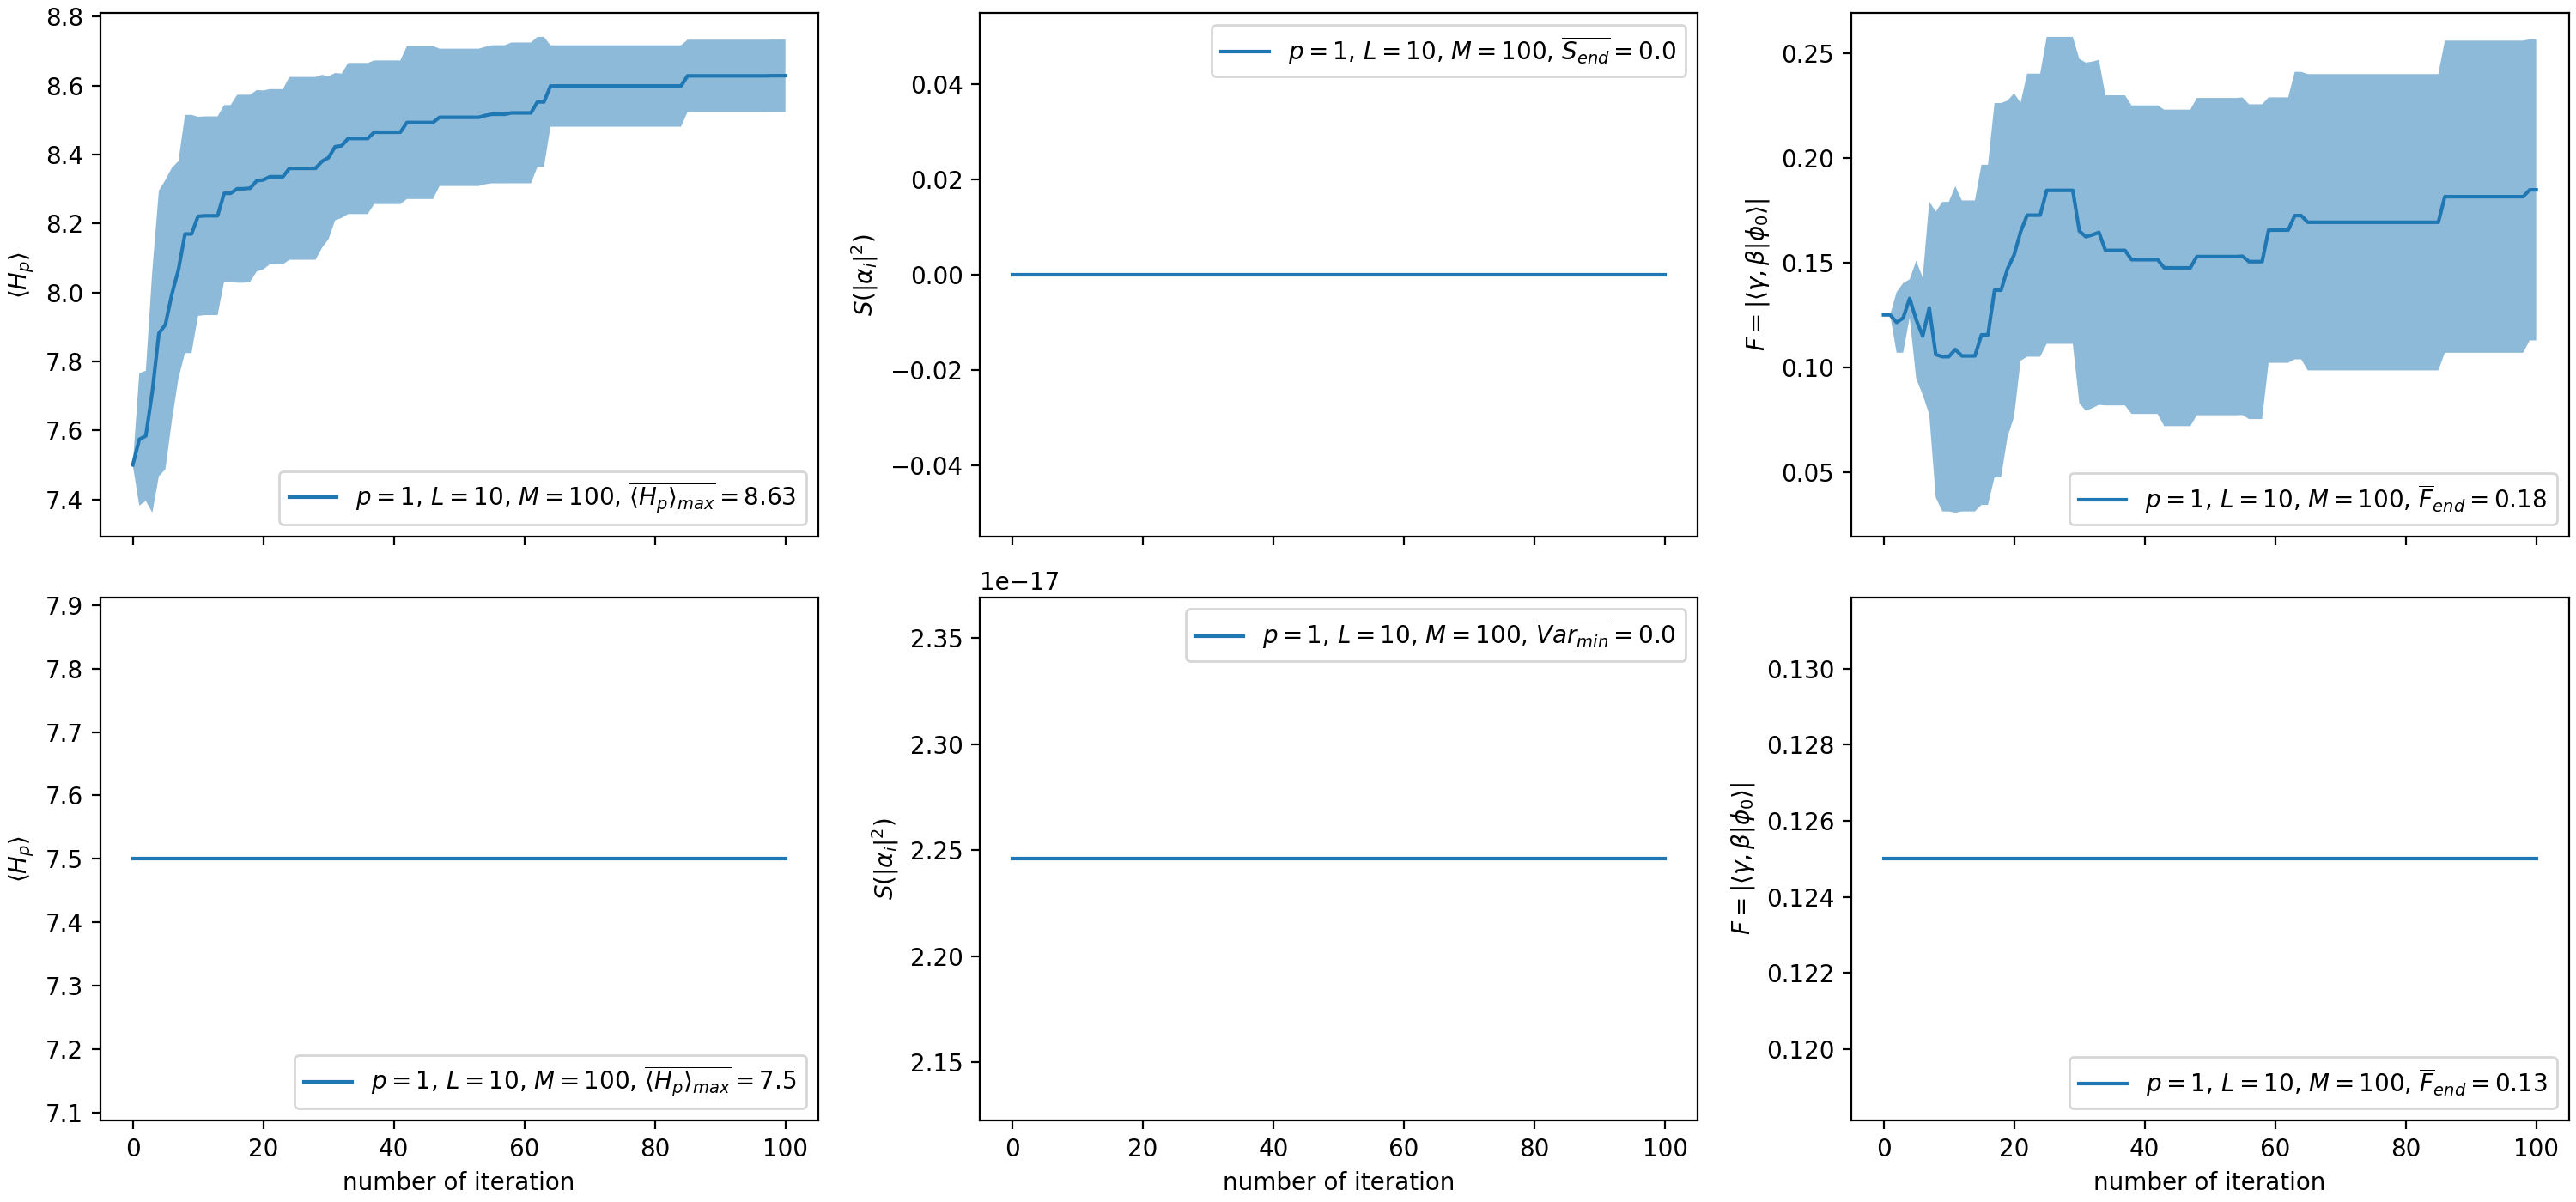 8.8
8.6
8.4
8.2
8.0
7.8
7.6
7.4
⟨H_p⟩
p = 1, L = 10, M = 100, \overline{⟨H_p⟩_{max}} = 8.63
0.04
0.02
0.00
−0.02
−0.04
S(|α_i|^2)
p = 1, L = 10, M = 100, \overline{S_{end}} = 0.0
0.25
0.20
0.15
0.10
0.05
F = |⟨γ, β|ϕ_0⟩|
p = 1, L = 10, M = 100, \overline{F}_{end} = 0.18
7.9
7.8
7.7
7.6
7.5
7.4
7.3
7.2
7.1
⟨H_p⟩
p = 1, L = 10, M = 100, \overline{⟨H_p⟩_{max}} = 7.5
0 20 40 60 80 100
number of iteration
1e−17
2.35
2.30
2.25
2.20
2.15
S(|α_i|^2)
p = 1, L = 10, M = 100, \overline{Var_{min}} = 0.0
0 20 40 60 80 100
number of iteration
0.130
0.128
0.126
0.124
0.122
0.120
F = |⟨γ, β|ϕ_0⟩|
p = 1, L = 10, M = 100, \overline{F}_{end} = 0.13
0 20 40 60 80 100
number of iteration